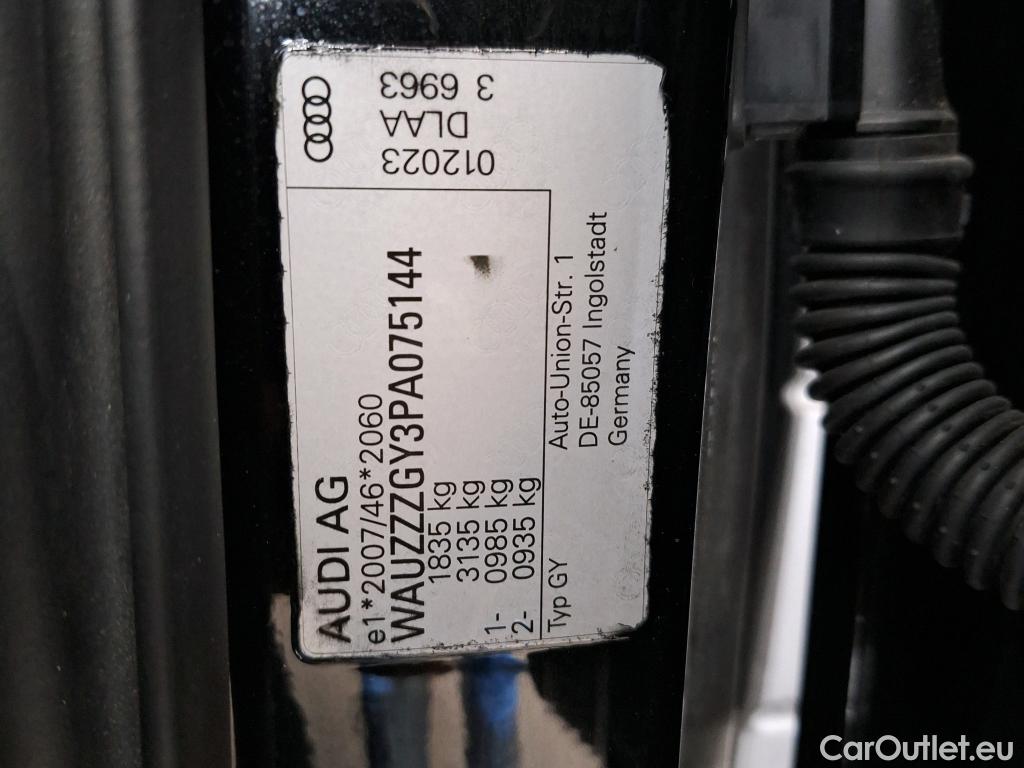 AUDI AG
e1*2007/46*2060
WAUZZZGY3PA075144
1835 kg
3135 kg
1- 0985 kg
2- 0935 kg
Typ GY
Auto-Union-Str. 1
DE-85057 Ingolstadt
Germany
012023
DLAA
3 6963
CarOutlet.eu